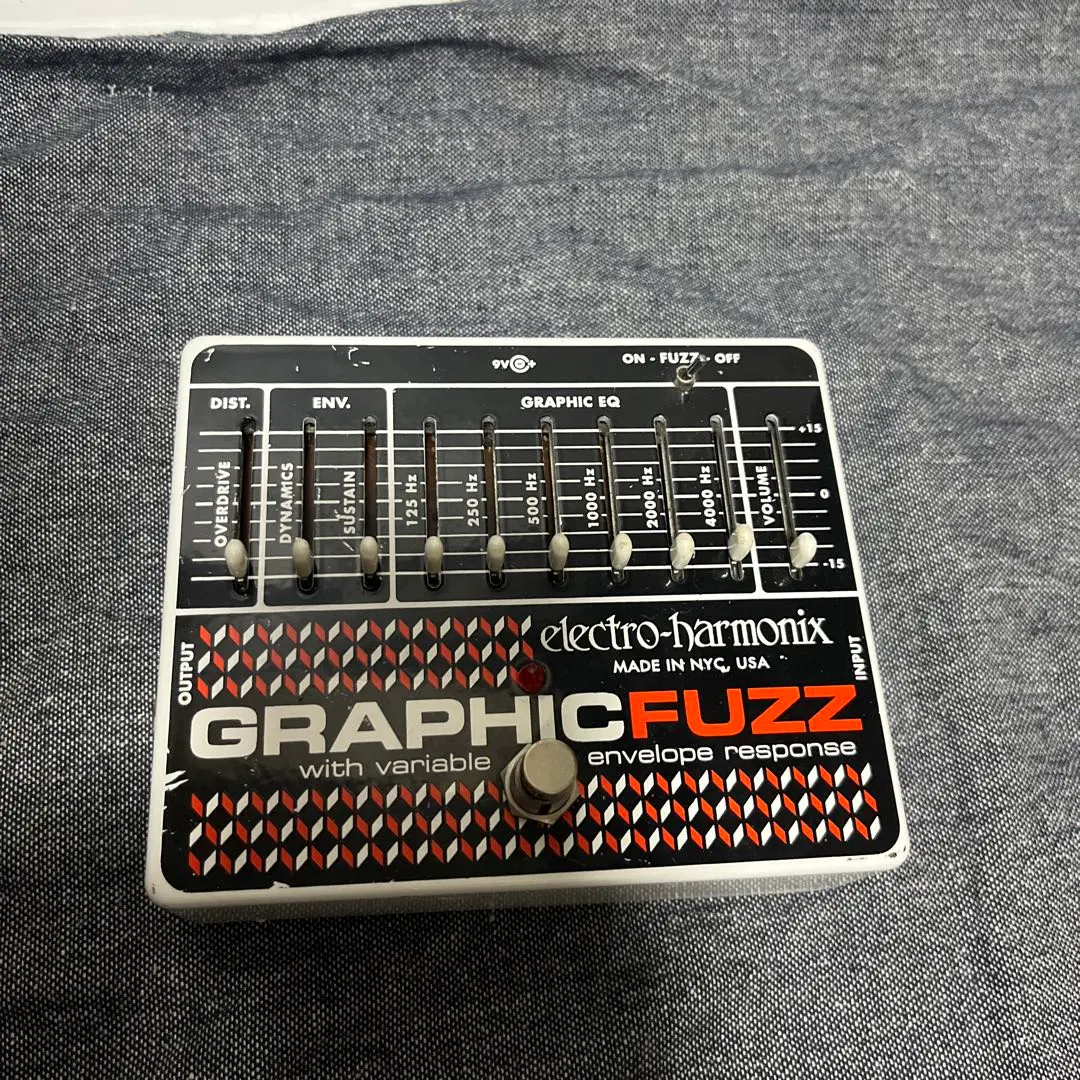 9V - +
ON - FUZZ - OFF
DIST.
ENV.
GRAPHIC EQ
+15
OVERDRIVE
DYNAMICS
SUSTAIN
125 Hz
250 Hz
500 Hz
1000 Hz
2000 Hz
4000 Hz
VOLUME
0
-15
OUTPUT
INPUT
electro-harmonix
MADE IN NYC, USA
GRAPHICFUZZ
with variable envelope response